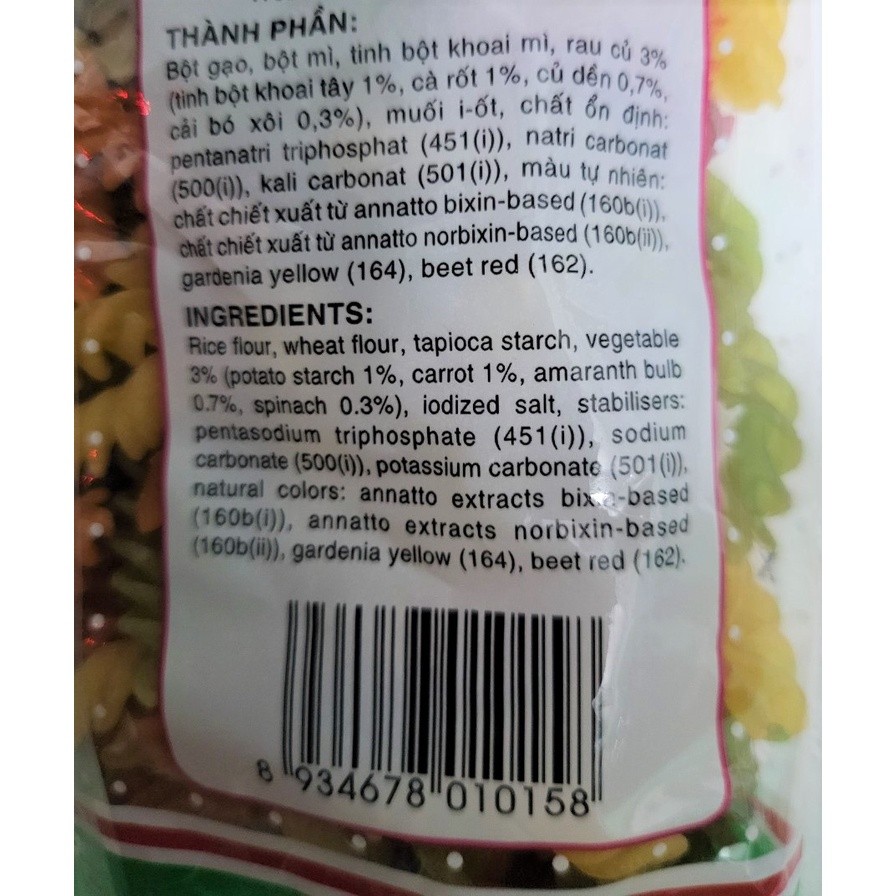 THÀNH PHẦN:
Bột gạo, bột mì, tinh bột khoai mì, rau củ 3%
(tinh bột khoai tây 1%, cà rốt 1%, củ dền 0,7%,
cải bó xôi 0,3%), muối i-ốt, chất ổn định:
pentanatri triphosphat (451(i)), natri carbonat
(500(i)), kali carbonat (501(i)), màu tự nhiên:
chất chiết xuất từ annatto bixin-based (160b(i)),
chất chiết xuất từ annatto norbixin-based (160b(ii)),
gardenia yellow (164), beet red (162).
INGREDIENTS:
Rice flour, wheat flour, tapioca starch, vegetable
3% (potato starch 1%, carrot 1%, amaranth bulb
0.7%, spinach 0.3%), iodized salt, stabilisers:
pentasodium triphosphate (451(i)), sodium
carbonate (500(i)), potassium carbonate (501(i)),
natural colors: annatto extracts bixin-based
(160b(i)), annatto extracts norbixin-based
(160b(ii)), gardenia yellow (164), beet red (162).
8 934678 010158